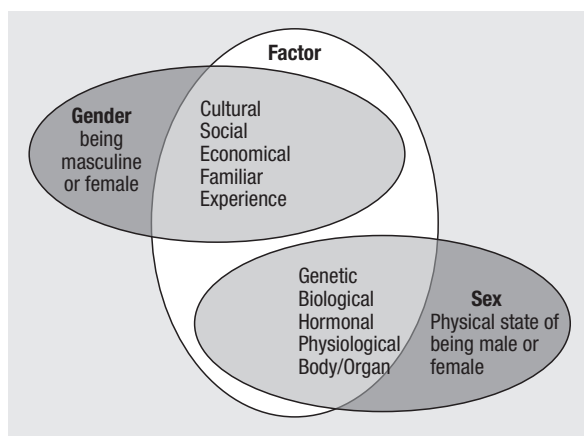 Factor
Gender
being
masculine
or female
Cultural
Social
Economical
Familiar
Experience
Genetic
Biological
Hormonal
Physiological
Body/Organ
Sex
Physical state of
being male or
female